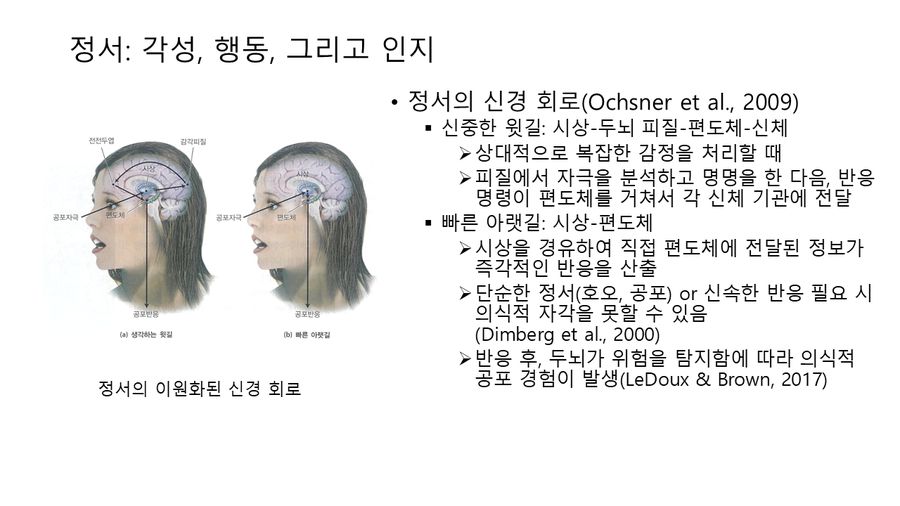 정서: 각성, 행동, 그리고 인지
전전두엽
감각피질
시상
공포자극
편도체
공포반응
(a) 생각하는 윗길
시상
공포자극
편도체
공포반응
(b) 빠른 아랫길
정서의 이원화된 신경 회로
• 정서의 신경 회로(Ochsner et al., 2009)
▪ 신중한 윗길: 시상-두뇌 피질-편도체-신체
➢상대적으로 복잡한 감정을 처리할 때
➢피질에서 자극을 분석하고 명명을 한 다음, 반응
명령이 편도체를 거쳐서 각 신체 기관에 전달
▪ 빠른 아랫길: 시상-편도체
➢시상을 경유하여 직접 편도체에 전달된 정보가
즉각적인 반응을 산출
➢단순한 정서(호오, 공포) or 신속한 반응 필요 시
의식적 자각을 못할 수 있음
(Dimberg et al., 2000)
➢반응 후, 두뇌가 위험을 탐지함에 따라 의식적
공포 경험이 발생(LeDoux & Brown, 2017)